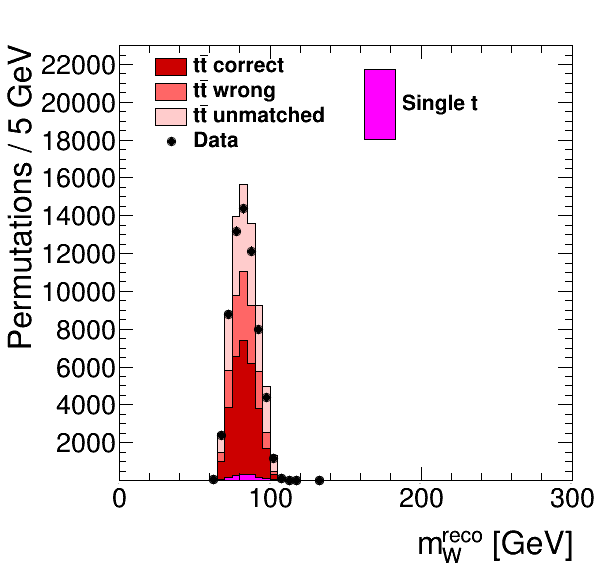 Permutations / 5 GeV
22000
20000
18000
16000
14000
12000
10000
8000
6000
4000
2000
tt̅ correct
tt̅ wrong
tt̅ unmatched
Data
Single t
0 100 200 300
m_W^reco [GeV]